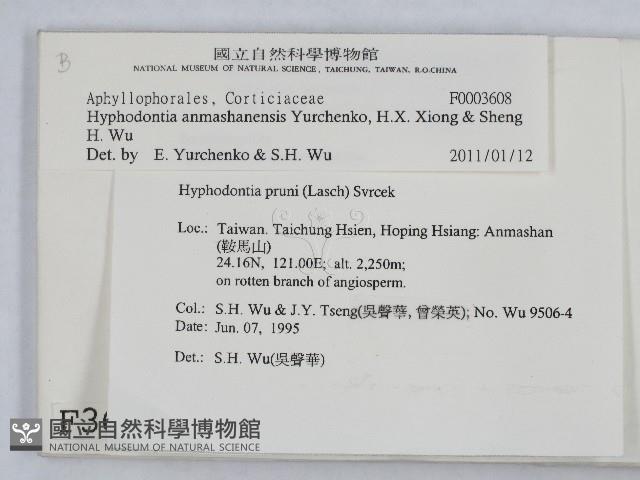 B
國立自然科學博物館
NATIONAL MUSEUM OF NATURAL SCIENCE, TAICHUNG, TAIWAN, R.O.CHINA
Aphyllophorales, Corticiaceae F0003608
Hyphodontia anmashanensis Yurchenko, H.X. Xiong & Sheng
H. Wu
Det. by E. Yurchenko & S.H. Wu 2011/01/12
Hyphodontia pruni (Lasch) Svrcek
Loc.: Taiwan. Taichung Hsien, Hoping Hsiang: Anmashan
(鞍馬山)
24.16N, 121.00E; alt. 2,250m;
on rotten branch of angiosperm.
Col.: S.H. Wu & J.Y. Tseng(吳聲華, 曾榮英); No. Wu 9506-4
Date: Jun. 07, 1995
Det.: S.H. Wu(吳聲華)
國立自然科學博物館
NATIONAL MUSEUM OF NATURAL SCIENCE